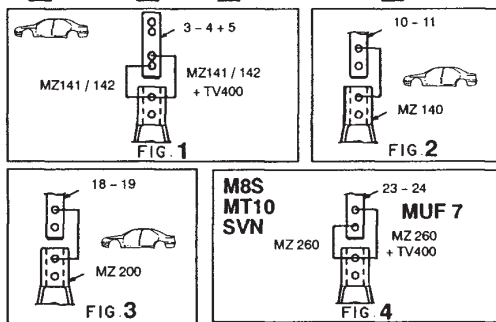 3 – 4 + 5
MZ141 / 142
MZ141 / 142
+ TV400
FIG. 1
10 – 11
MZ 140
FIG. 2
18 – 19
MZ 200
FIG. 3
M8S
MT10
SVN
23 – 24
MUF 7
MZ 260
MZ 260
+ TV400
FIG. 4